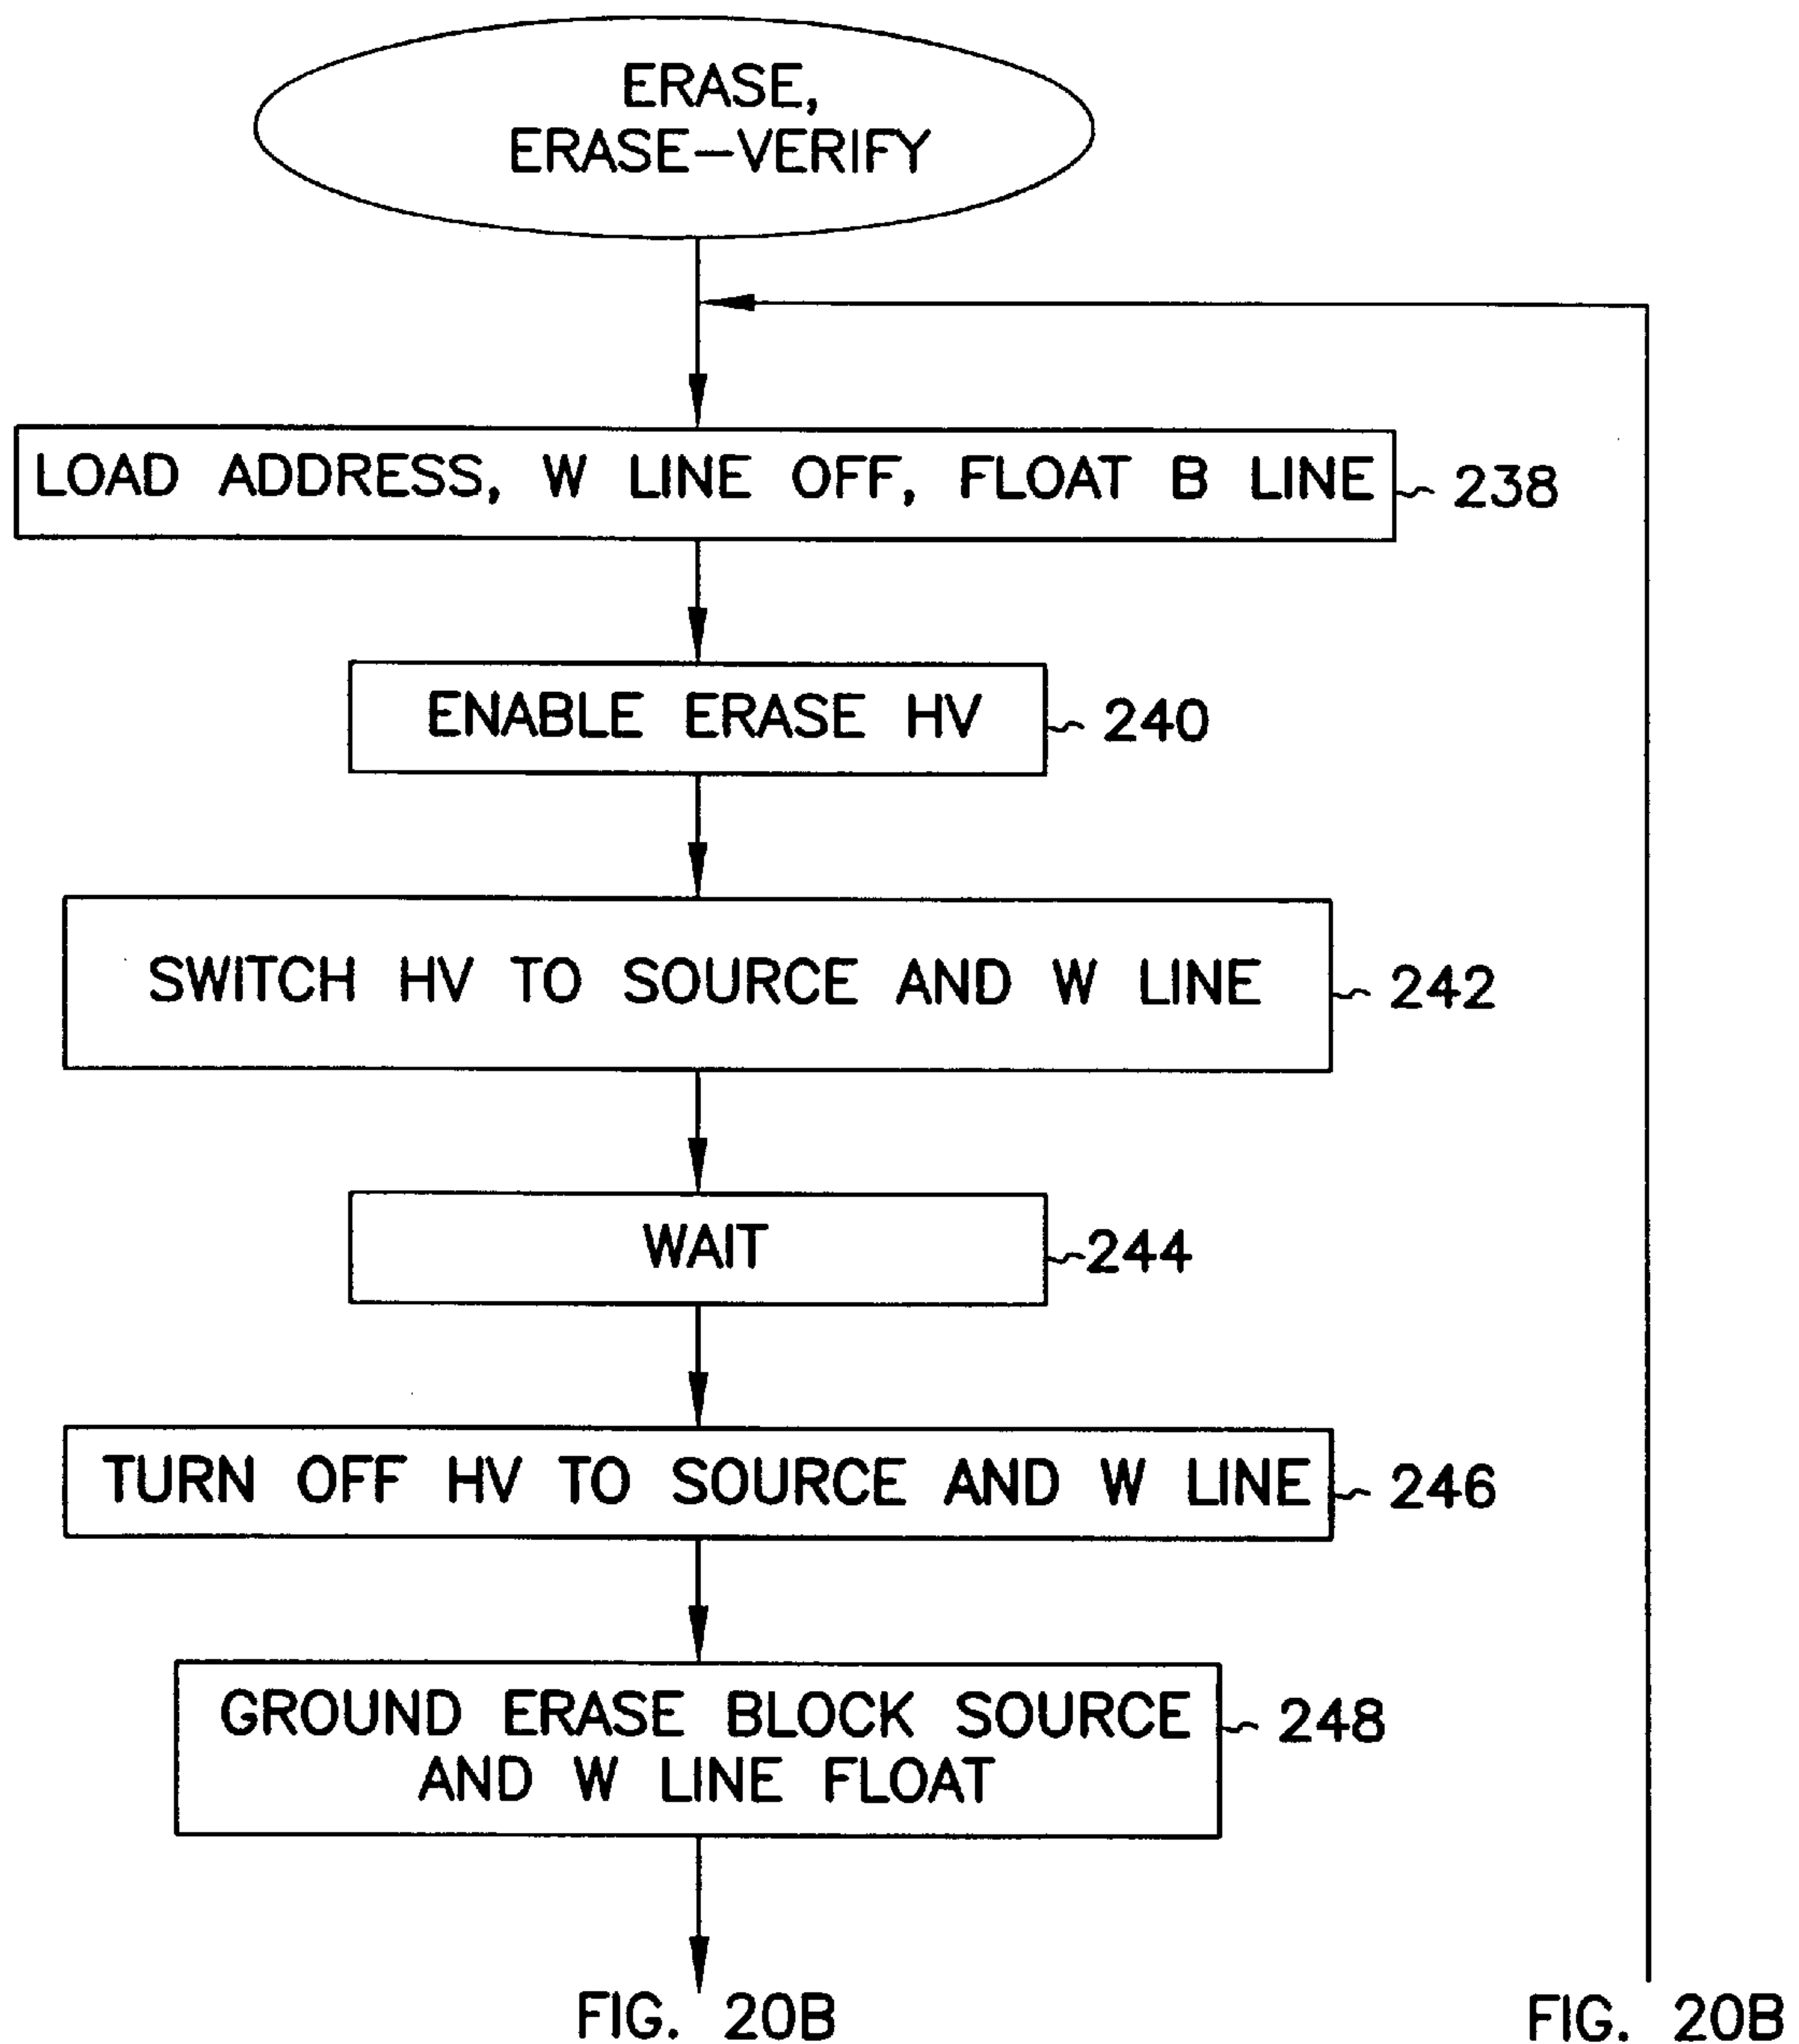 ERASE,
ERASE-VERIFY
LOAD ADDRESS, W LINE OFF, FLOAT B LINE
238
ENABLE ERASE HV
240
SWITCH HV TO SOURCE AND W LINE
242
WAIT
244
TURN OFF HV TO SOURCE AND W LINE
246
GROUND ERASE BLOCK SOURCE
AND W LINE FLOAT
248
FIG. 20B
FIG. 20B